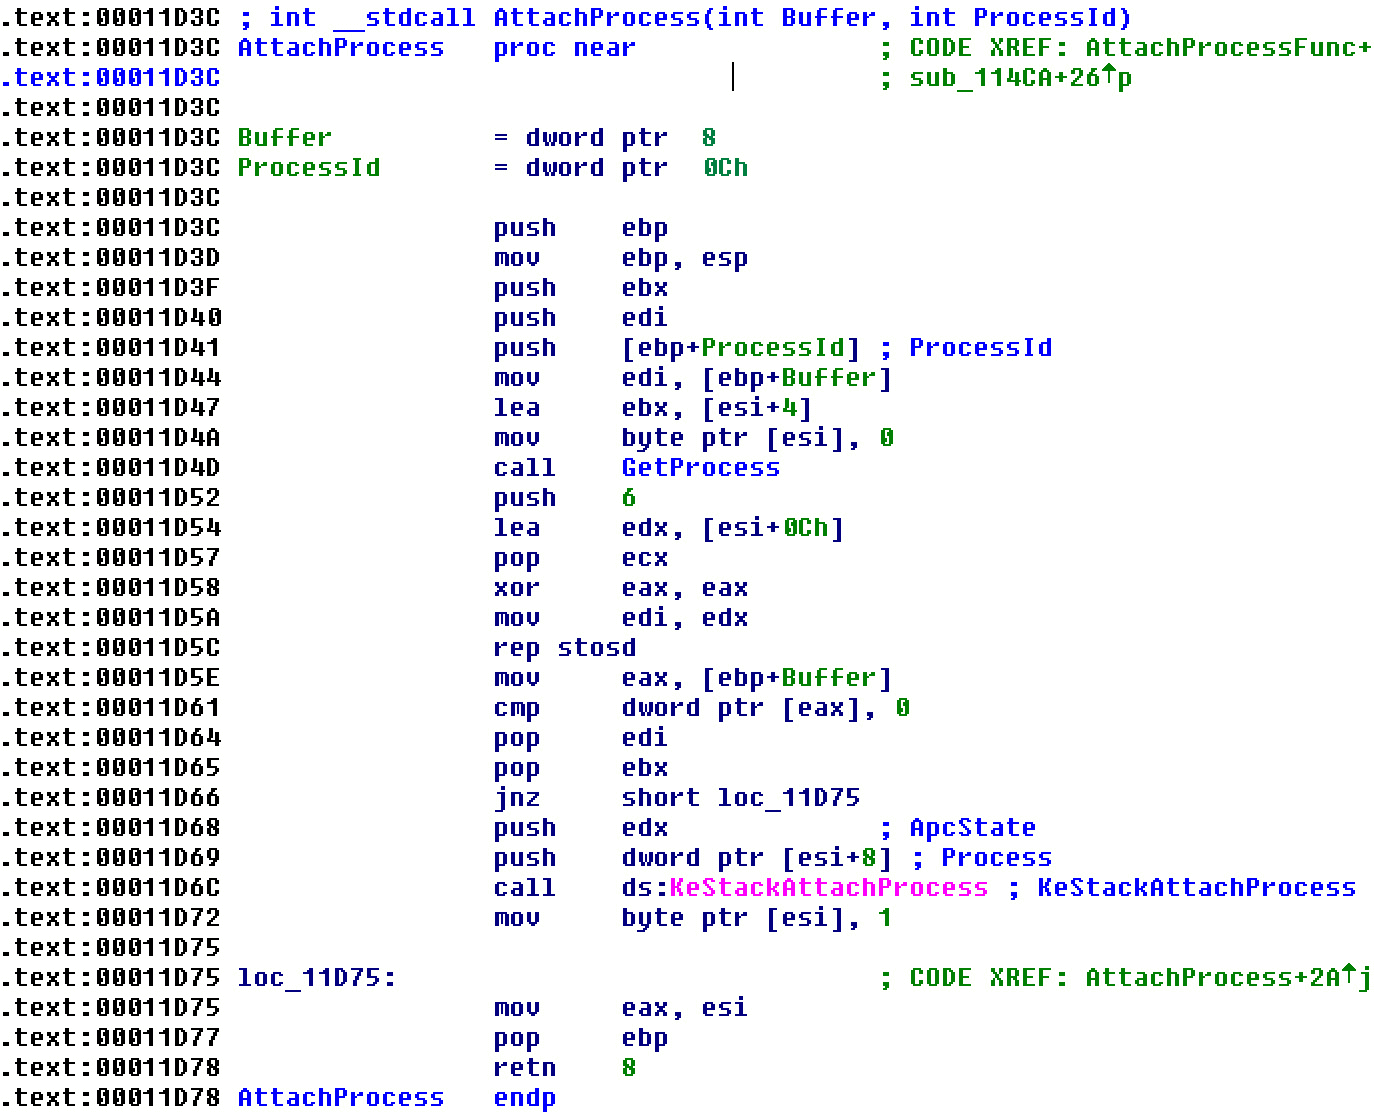 .text:00011D3C ; int __stdcall AttachProcess(int Buffer, int ProcessId)
.text:00011D3C AttachProcess   proc near               ; CODE XREF: AttachProcessFunc+
.text:00011D3C                                         ; sub_114CA+26↑p
.text:00011D3C
.text:00011D3C Buffer          = dword ptr  8
.text:00011D3C ProcessId       = dword ptr  0Ch
.text:00011D3C
.text:00011D3C                 push    ebp
.text:00011D3D                 mov     ebp, esp
.text:00011D3F                 push    ebx
.text:00011D40                 push    edi
.text:00011D41                 push    [ebp+ProcessId] ; ProcessId
.text:00011D44                 mov     edi, [ebp+Buffer]
.text:00011D47                 lea     ebx, [esi+4]
.text:00011D4A                 mov     byte ptr [esi], 0
.text:00011D4D                 call    GetProcess
.text:00011D52                 push    6
.text:00011D54                 lea     edx, [esi+0Ch]
.text:00011D57                 pop     ecx
.text:00011D58                 xor     eax, eax
.text:00011D5A                 mov     edi, edx
.text:00011D5C                 rep stosd
.text:00011D5E                 mov     eax, [ebp+Buffer]
.text:00011D61                 cmp     dword ptr [eax], 0
.text:00011D64                 pop     edi
.text:00011D65                 pop     ebx
.text:00011D66                 jnz     short loc_11D75
.text:00011D68                 push    edx             ; ApcState
.text:00011D69                 push    dword ptr [esi+8] ; Process
.text:00011D6C                 call    ds:KeStackAttachProcess ; KeStackAttachProcess
.text:00011D72                 mov     byte ptr [esi], 1
.text:00011D75
.text:00011D75 loc_11D75:                              ; CODE XREF: AttachProcess+2A↑j
.text:00011D75                 mov     eax, esi
.text:00011D77                 pop     ebp
.text:00011D78                 retn    8
.text:00011D78 AttachProcess   endp